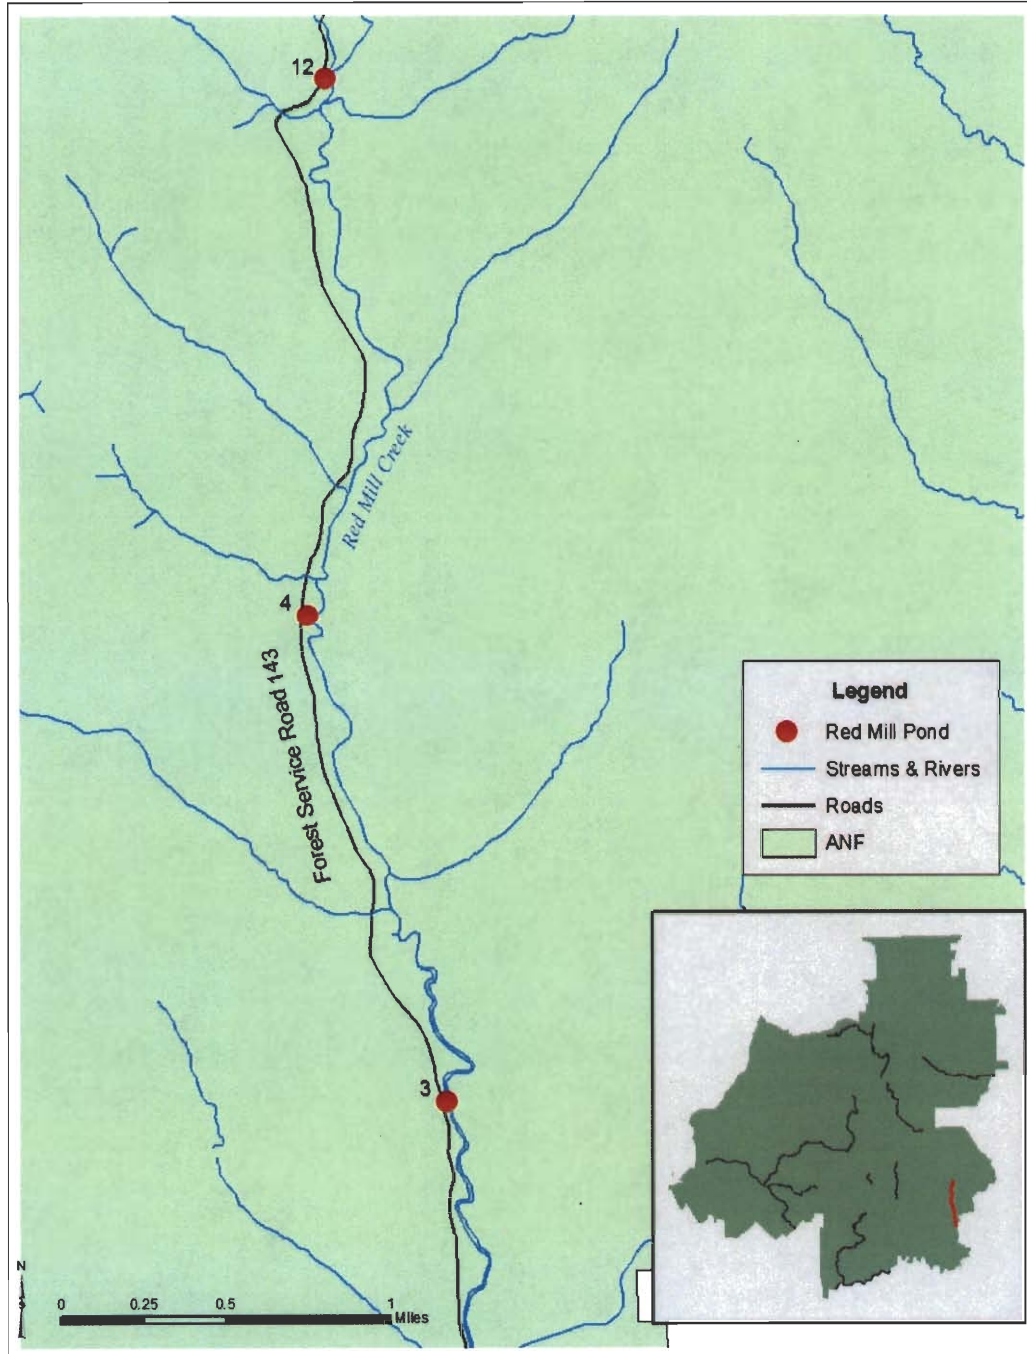 12
Red Mill Creek
4
Forest Service Road 143
Legend
Red Mill Pond
Streams & Rivers
Roads
ANF
3
N
S
0 0.25 0.5 1
Miles